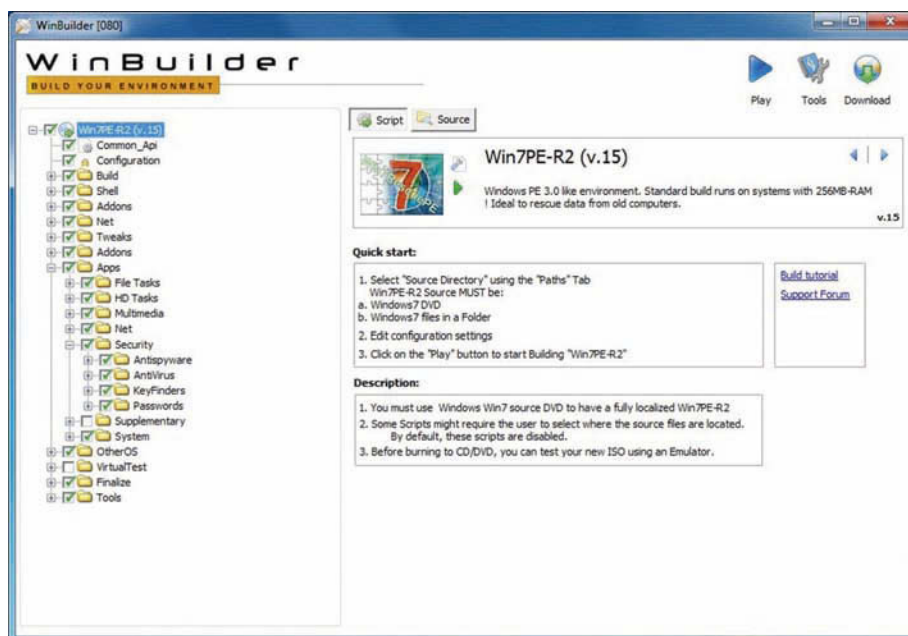 WinBuilder [080]
WinBuilder
BUILD YOUR ENVIRONMENT
Play
Tools
Download
Win7PE-R2 (v.15)
Common_Api
Configuration
Build
Shell
Addons
Net
Tweaks
Addons
Apps
File Tasks
HD Tasks
Multimedia
Net
Security
Antispyware
AntiVirus
KeyFinders
Passwords
Supplementary
System
OtherOS
VirtualTest
Finalize
Tools
Script
Source
7
Win7PE-R2 (v.15)
Windows PE 3.0 like environment. Standard build runs on systems with 256MB-RAM
! Ideal to rescue data from old computers.
v.15
Quick start:
1. Select "Source Directory" using the "Paths" Tab
Win7PE-R2 Source MUST be:
a. Windows7 DVD
b. Windows7 files in a Folder
2. Edit configuration settings
3. Click on the "Play" button to start Building "Win7PE-R2"
Build tutorial
Support Forum
Description:
1. You must use Windows Win7 source DVD to have a fully localized Win7PE-R2
2. Some Scripts might require the user to select where the source files are located.
By default, these scripts are disabled.
3. Before burning to CD/DVD, you can test your new ISO using an Emulator.